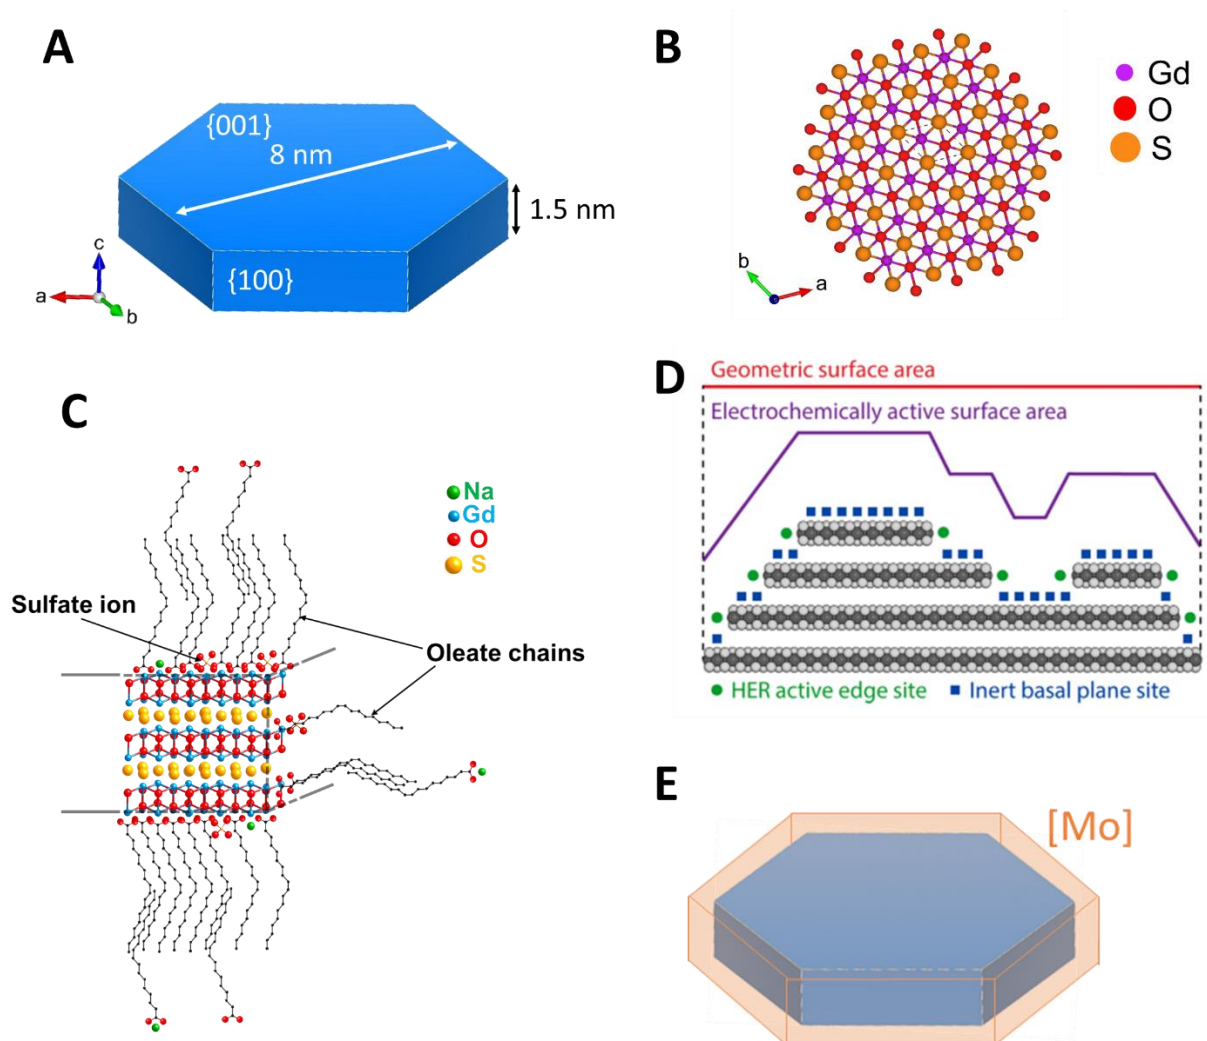 A
{001}
8 nm
1.5 nm
{100}
c
a
b
B
Gd
O
S
b
a
C
Na
Gd
O
S
Sulfate ion
Oleate chains
D
Geometric surface area
Electrochemically active surface area
HER active edge site
Inert basal plane site
E
[Mo]